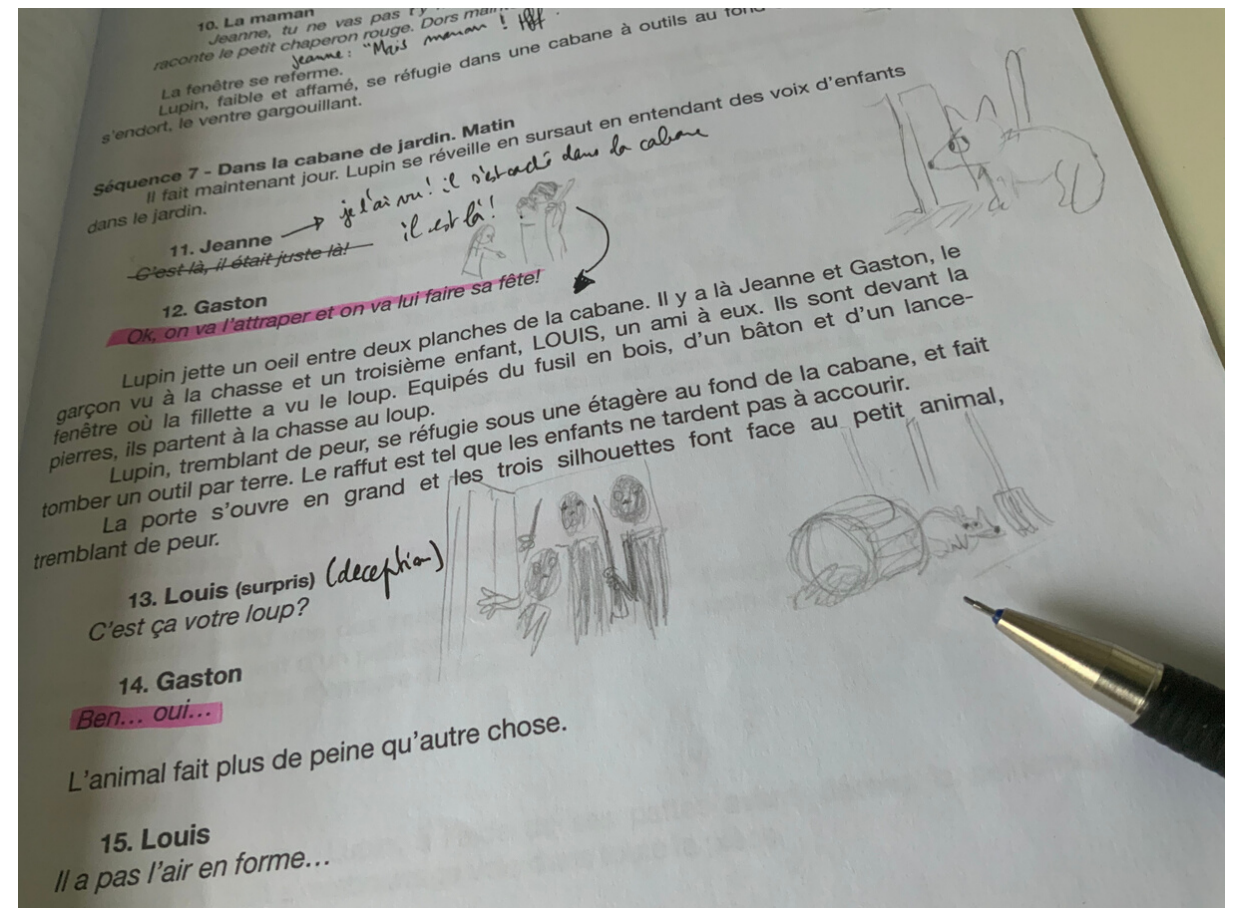 10. La maman
Jeanne, tu ne vas pas
raconte le petit chaperon rouge. Dors
Jeanne: "Mais maman !
La fenêtre se referme.
Lupin, faible et affamé, se réfugie dans une cabane à outils au fond
s'endort, le ventre gargouillant.
Séquence 7 - Dans la cabane de jardin. Matin
Il fait maintenant jour. Lupin se réveille en sursaut en entendant des voix d'enfants
dans le jardin.
je l'ai vu! il s'est caché dans la cabane
il est là!
11. Jeanne
C'est là, il était juste là!
12. Gaston
Ok, on va l'attraper et on va lui faire sa fête!
Lupin jette un oeil entre deux planches de la cabane. Il y a là Jeanne et Gaston, le
garçon vu à la chasse et un troisième enfant, LOUIS, un ami à eux. Ils sont devant la
fenêtre où la fillette a vu le loup. Equipés du fusil en bois, d'un bâton et d'un lance-
pierres, ils partent à la chasse au loup.
Lupin, tremblant de peur, se réfugie sous une étagère au fond de la cabane, et fait
tomber un outil par terre. Le raffut est tel que les enfants ne tardent pas à accourir.
La porte s'ouvre en grand et les trois silhouettes font face au petit animal,
tremblant de peur.
13. Louis (surpris) (deception)
C'est ça votre loup?
14. Gaston
Ben... oui...
L'animal fait plus de peine qu'autre chose.
15. Louis
Il a pas l'air en forme...